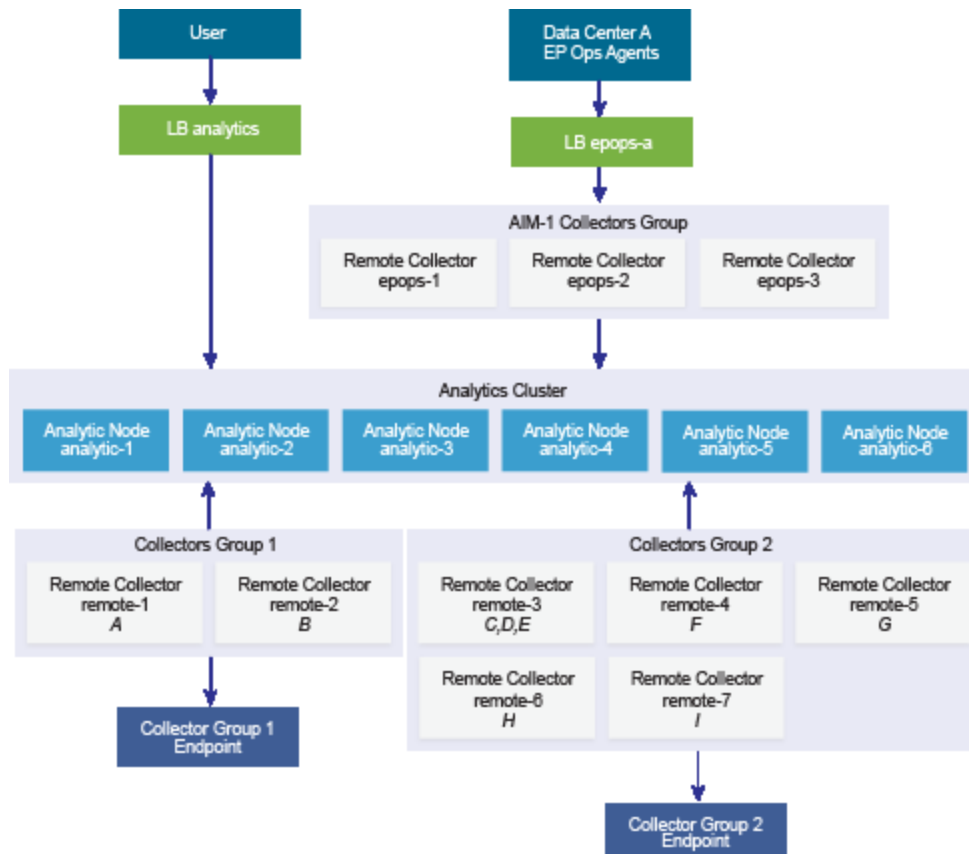 User
Data Center A
EP Ops Agents
LB analytics
LB epops-a
AIM-1 Collectors Group
Remote Collector
epops-1
Remote Collector
epops-2
Remote Collector
epops-3
Analytics Cluster
Analytic Node
analytic-1
Analytic Node
analytic-2
Analytic Node
analytic-3
Analytic Node
analytic-4
Analytic Node
analytic-5
Analytic Node
analytic-6
Collectors Group 1
Remote Collector
remote-1
A
Remote Collector
remote-2
B
Collectors Group 2
Remote Collector
remote-3
C,D,E
Remote Collector
remote-4
F
Remote Collector
remote-5
G
Remote Collector
remote-6
H
Remote Collector
remote-7
I
Collector Group 1
Endpoint
Collector Group 2
Endpoint